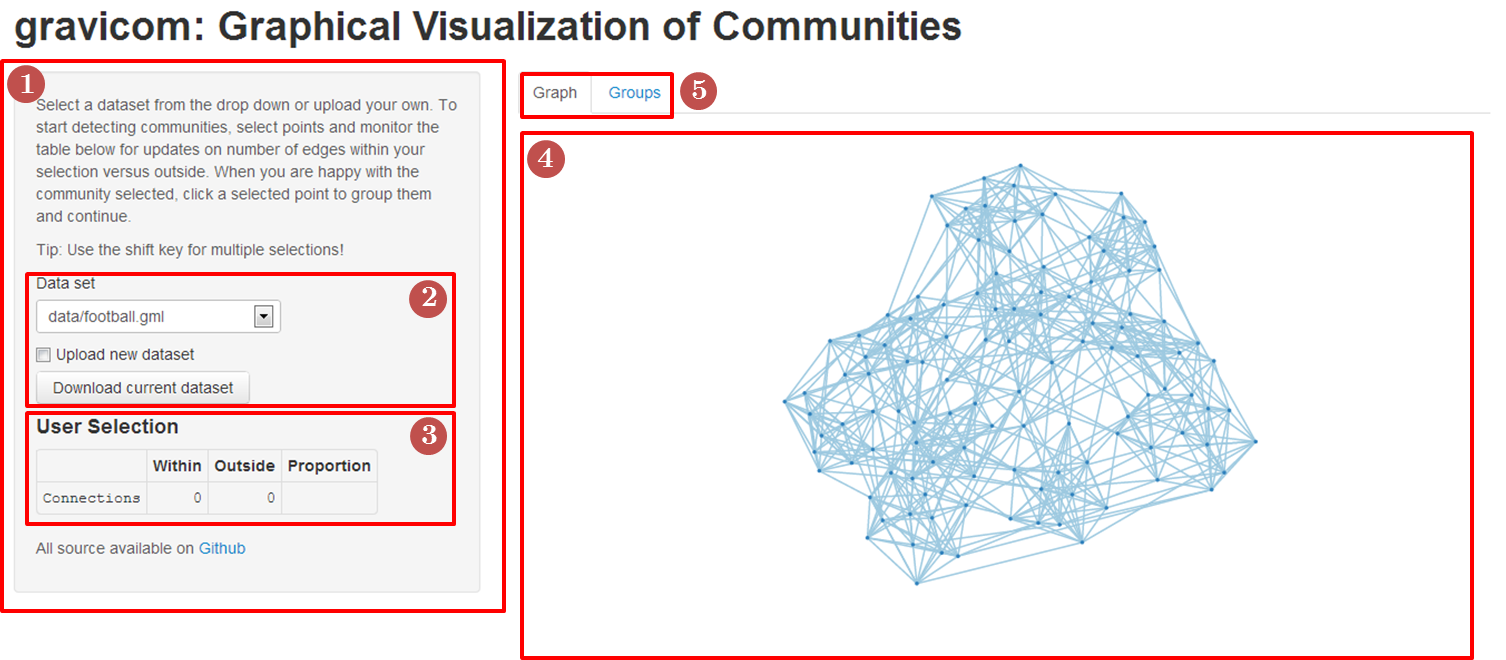 gravicom: Graphical Visualization of Communities
1
Select a dataset from the drop down or upload your own. To
start detecting communities, select points and monitor the
table below for updates on number of edges within your
selection versus outside. When you are happy with the
community selected, click a selected point to group them
and continue.
Tip: Use the shift key for multiple selections!
Data set
2
data/football.gml
Upload new dataset
Download current dataset
User Selection
3
Within Outside Proportion
Connections 0 0
All source available on Github
Graph Groups 5
4